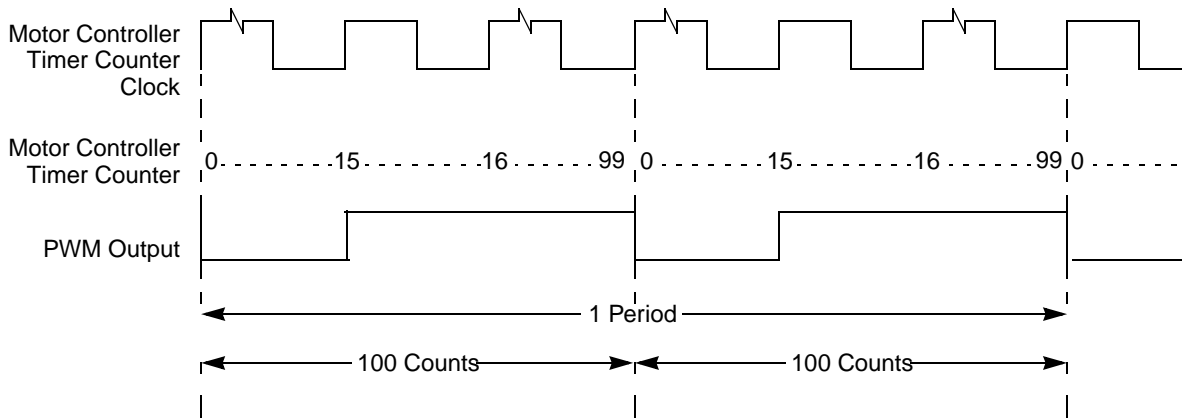 Motor Controller
Timer Counter
Clock
Motor Controller
Timer Counter
0 15 16 99 0 15 16 99 0
PWM Output
1 Period
100 Counts 100 Counts